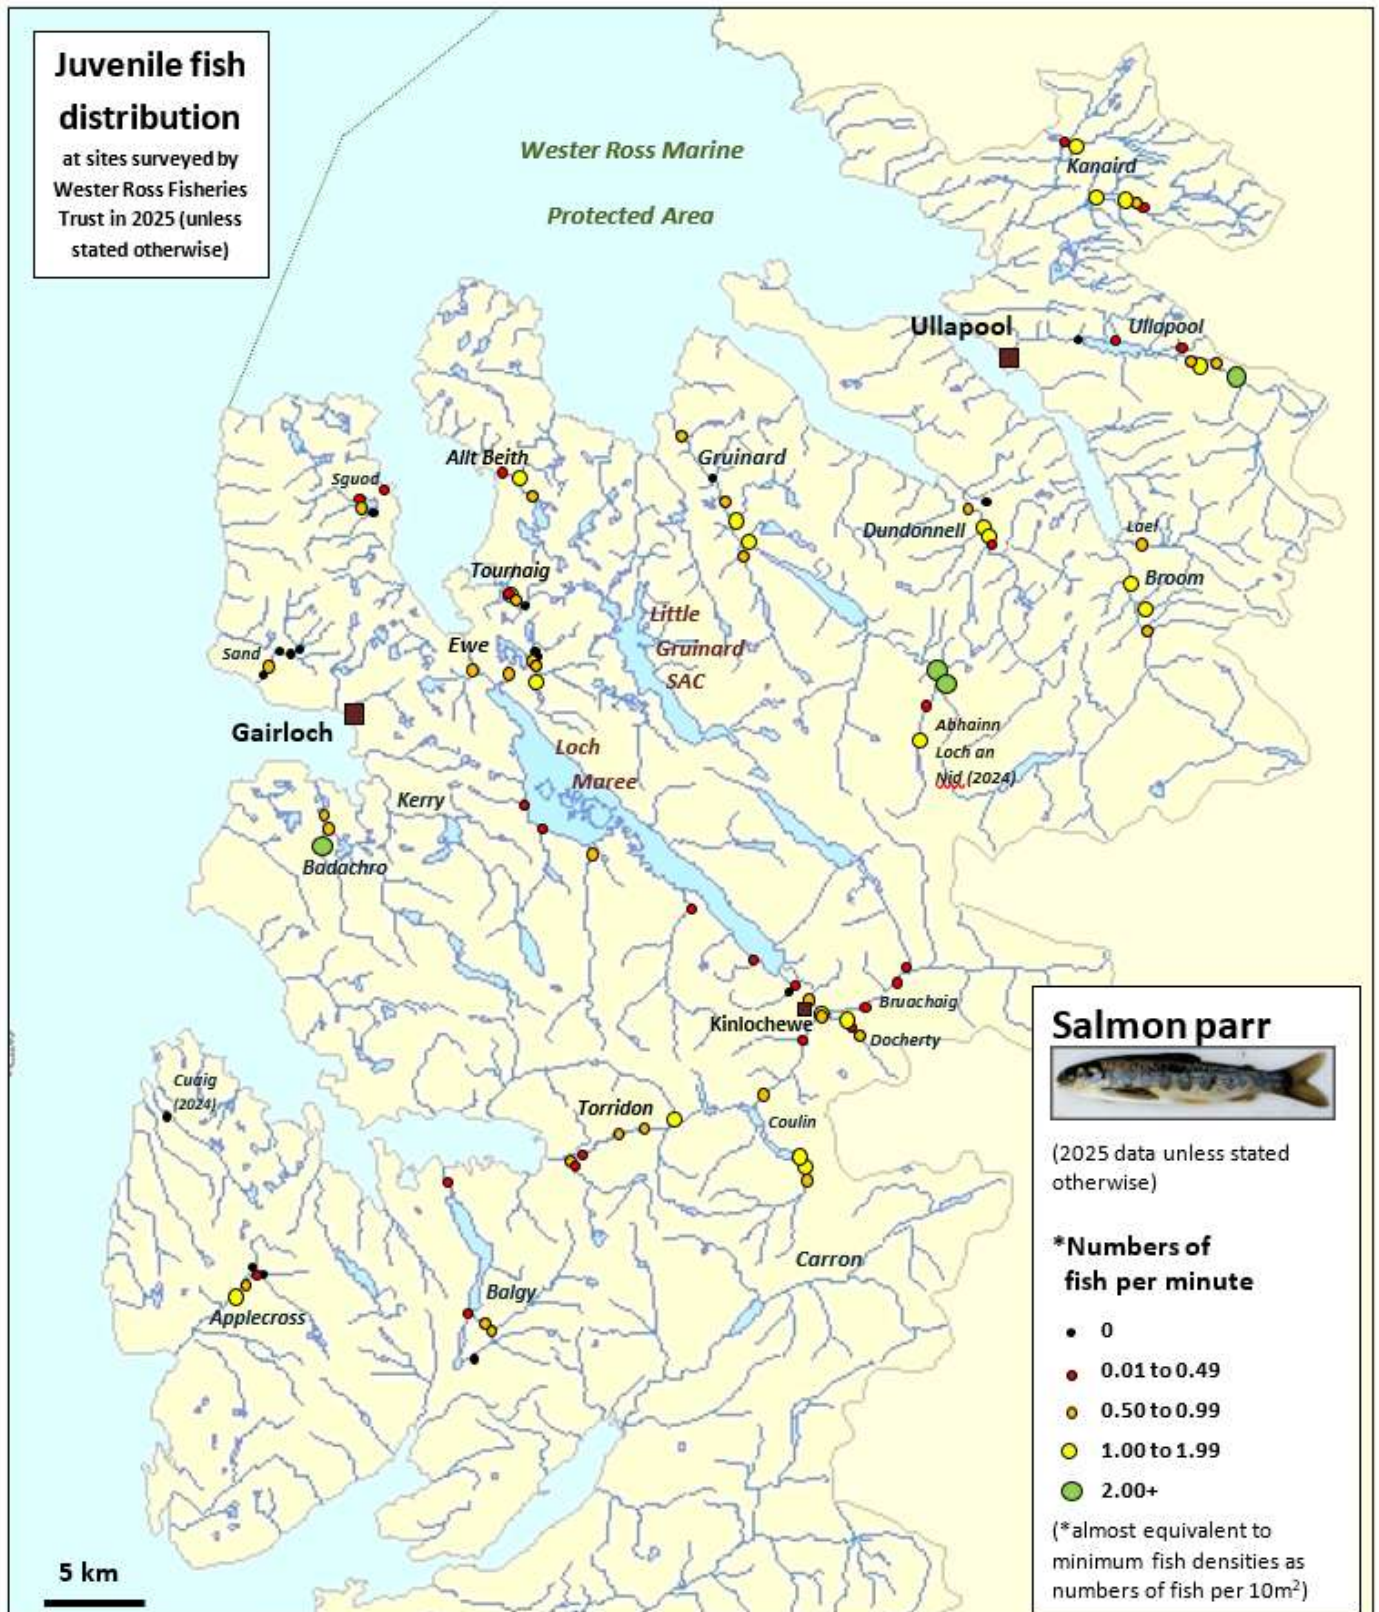 Juvenile fish
distribution
at sites surveyed by
Wester Ross Fisheries
Trust in 2025 (unless
stated otherwise)
Wester Ross Marine
Protected Area
Kanaird
Ullapool
Ullapool
Allt Beith
Gruinard
Sguod
Dundonnell
Lael
Tournaig
Broom
Little
Gruinard
SAC
Ewe
Sand
Abhainn
Loch an
Nid (2024)
Gairloch
Loch
Maree
Kerry
Badachro
Bruachaig
Kinlochewe
Docherty
Cuaig
(2024)
Torridon
Coulin
Carron
Balgy
Applecross
5 km
Salmon parr
(2025 data unless stated
otherwise)
*Numbers of
fish per minute
0
0.01 to 0.49
0.50 to 0.99
1.00 to 1.99
2.00+
(*almost equivalent to
minimum fish densities as
numbers of fish per 10m²)